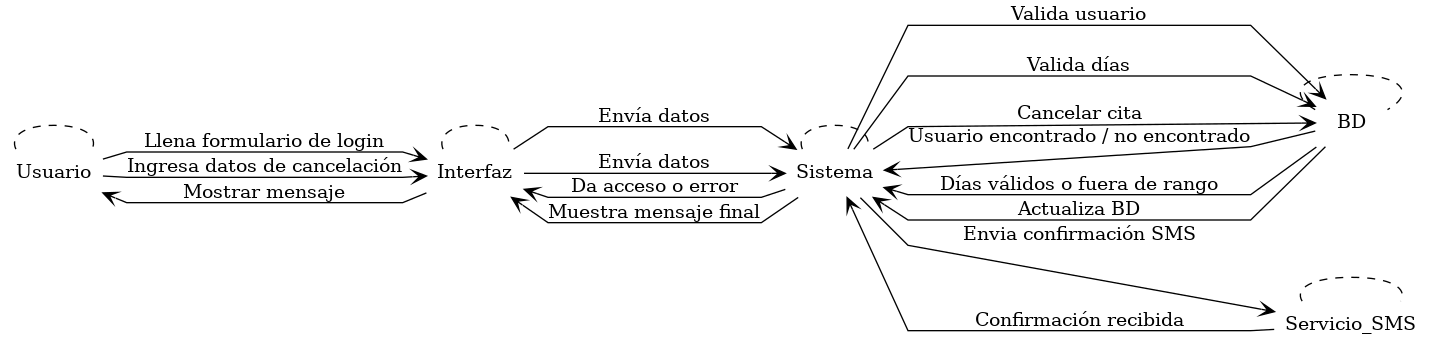 Valida usuario
Valida días
Envía datos
Cancelar cita
BD
Llena formulario de login
Usuario encontrado / no encontrado
Ingresa datos de cancelación
Envía datos
Usuario
Interfaz
Sistema
Mostrar mensaje
Da acceso o error
Días válidos o fuera de rango
Muestra mensaje final
Actualiza BD
Envia confirmación SMS
Confirmación recibida
Servicio_SMS